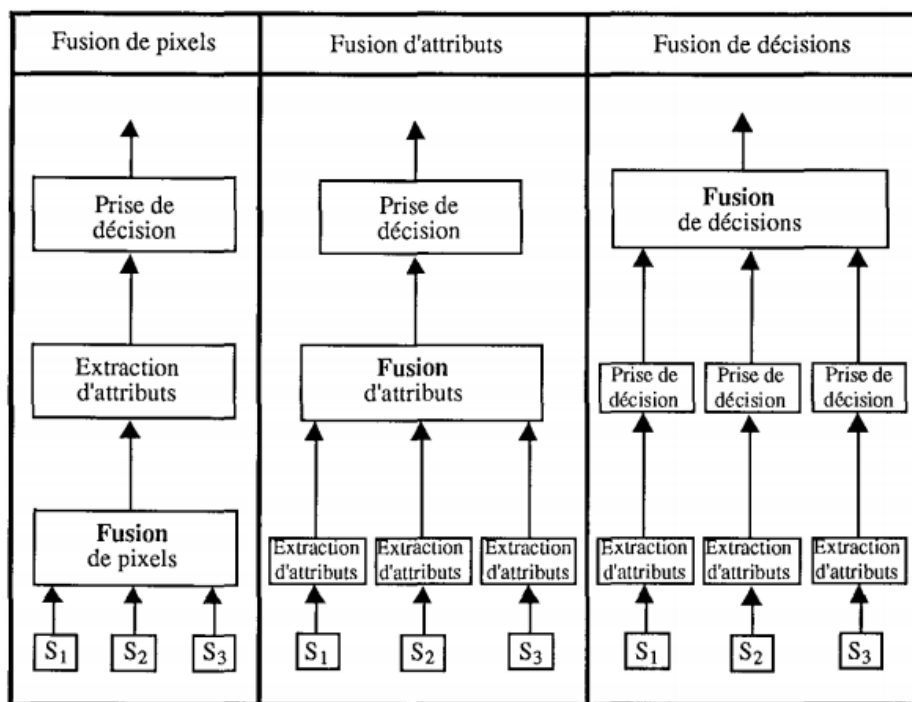 Fusion de pixels
Prise de
décision
Extraction
d'attributs
Fusion
de pixels
S1 S2 S3
Fusion d'attributs
Prise de
décision
Fusion
d'attributs
Extraction Extraction Extraction
d'attributs d'attributs d'attributs
S1 S2 S3
Fusion de décisions
Fusion
de décisions
Prise de Prise de Prise de
décision décision décision
Extraction Extraction Extraction
d'attributs d'attributs d'attributs
S1 S2 S3